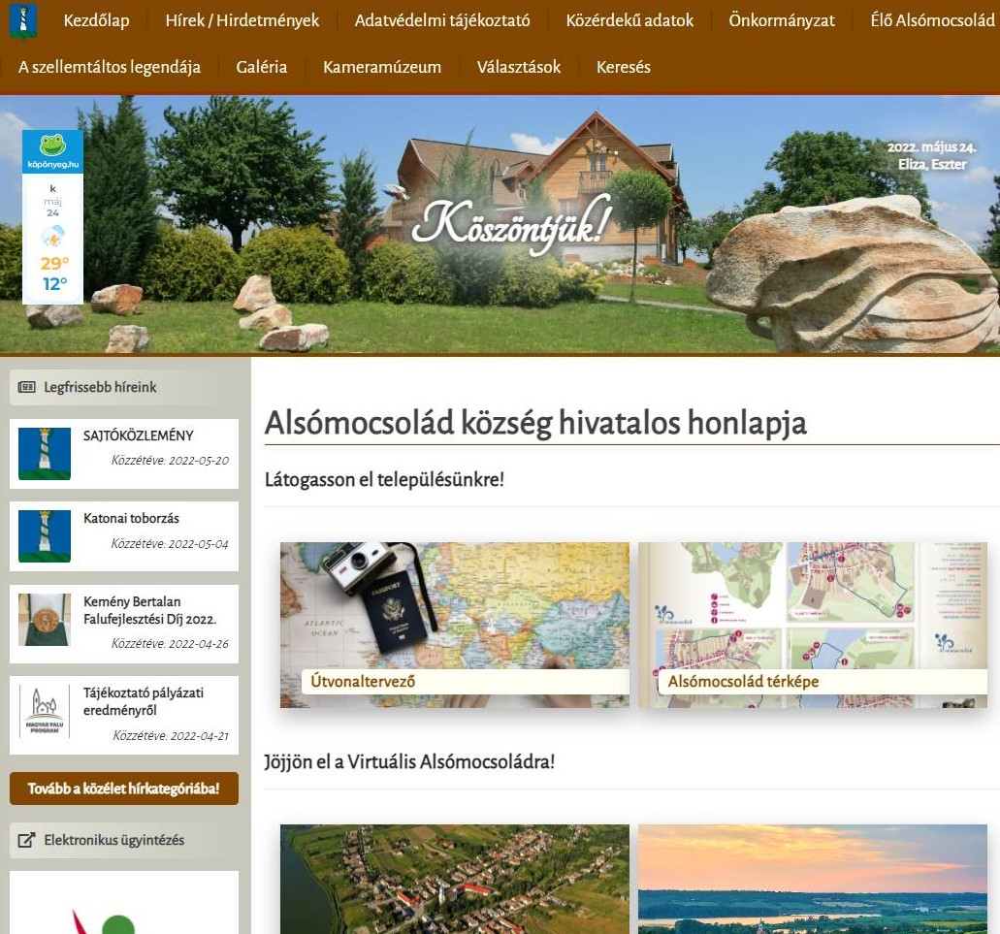 Kezdőlap
Hírek / Hirdetmények
Adatvédelmi tájékoztató
Közérdekű adatok
Önkormányzat
Élő Alsómocsolád
A szellemtáltos legendája
Galéria
Kameramúzeum
Választások
Keresés
köpönyeg.hu
k
máj
24
29°
12°
Köszöntjük!
2022. május 24.
Eliza, Eszter
Legfrissebb híreink
SAJTÓKÖZLEMÉNY
Közzétéve: 2022-05-20
Katonai toborzás
Közzétéve: 2022-05-04
Kemény Bertalan
Falufejlesztési Díj 2022.
Közzétéve: 2022-04-26
MAGYAR FALU
PROGRAM
Tájékoztató pályázati
eredményről
Közzétéve: 2022-04-21
Tovább a közélet hírkategóriába!
Elektronikus ügyintézés
Alsómocsolád község hivatalos honlapja
Látogasson el településünkre!
ATLANTIC
OCEAN
PASSPORT
Útvonaltervező
Alsómocsolád térképe
Jöjjön el a Virtuális Alsómocsoládra!